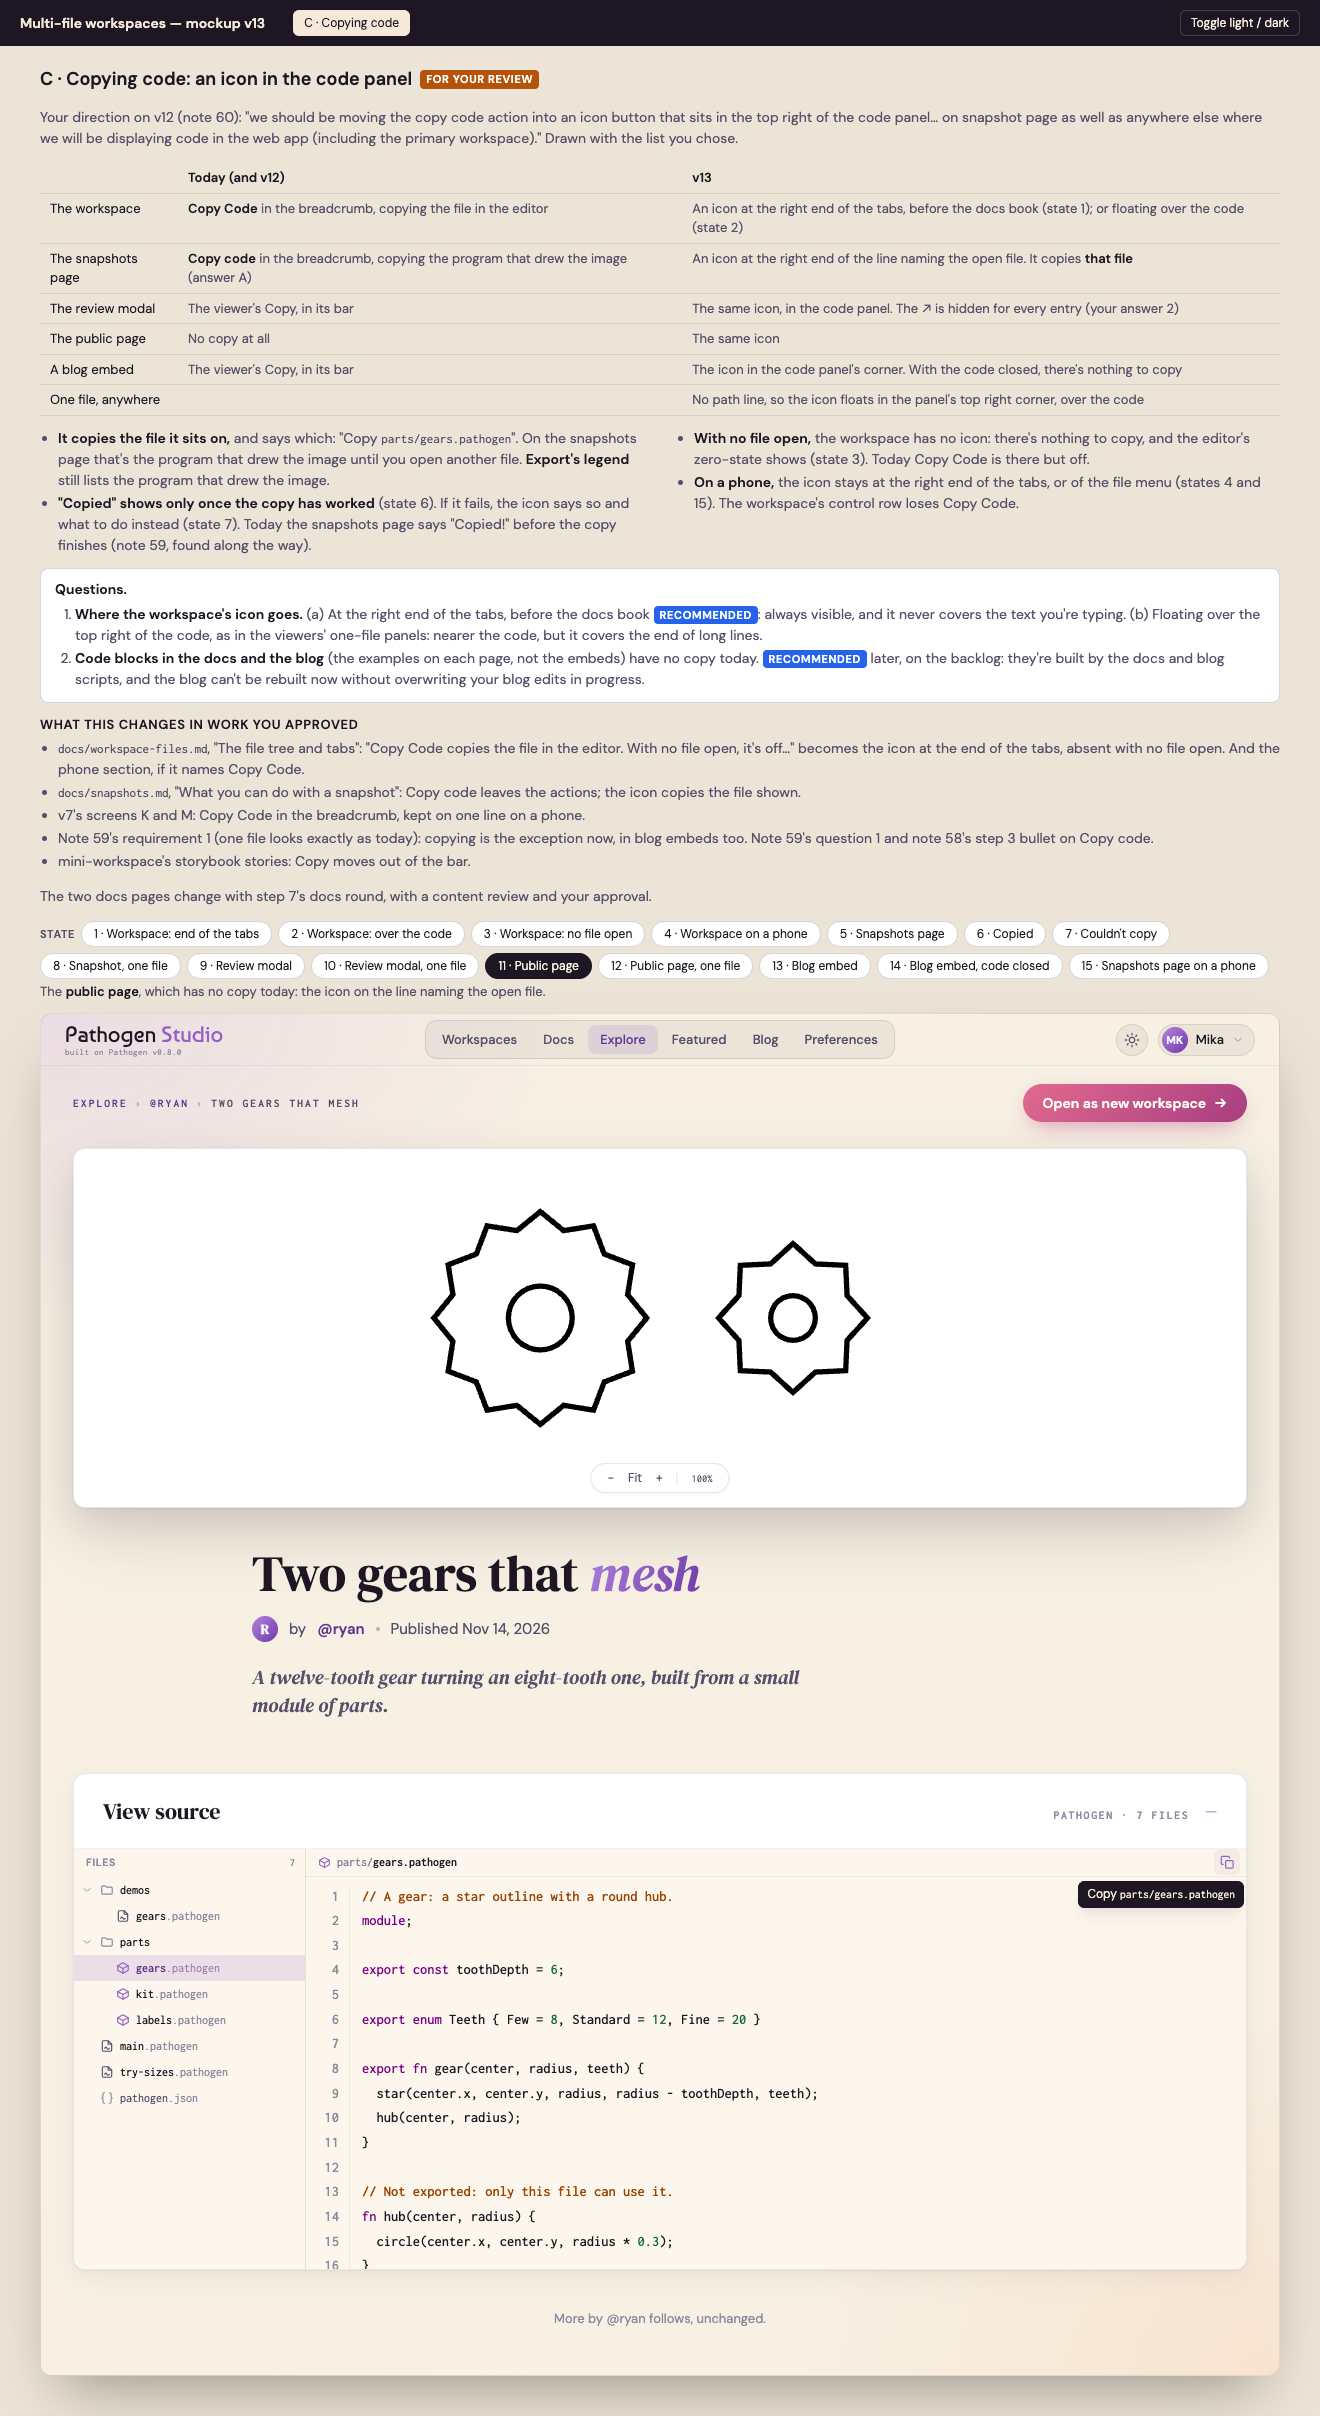 Multi-file workspaces — mockup v13
C · Copying code
Toggle light / dark
C · Copying code: an icon in the code panel FOR YOUR REVIEW
Your direction on v12 (note 60): "we should be moving the copy code action into an icon button that sits in the top right of the code panel… on snapshot page as well as anywhere else where
we will be displaying code in the web app (including the primary workspace)." Drawn with the list you chose.
Today (and v12) v13
The workspace Copy Code in the breadcrumb, copying the file in the editor An icon at the right end of the tabs, before the docs book (state 1); or floating over the code
(state 2)
The snapshots Copy code in the breadcrumb, copying the program that drew the image An icon at the right end of the line naming the open file. It copies that file
page (answer A)
The review modal The viewer's Copy, in its bar The same icon, in the code panel. The ↗ is hidden for every entry (your answer 2)
The public page No copy at all The same icon
A blog embed The viewer's Copy, in its bar The icon in the code panel's corner. With the code closed, there's nothing to copy
One file, anywhere No path line, so the icon floats in the panel's top right corner, over the code
• It copies the file it sits on, and says which: "Copy parts/gears.pathogen". On the snapshots
page that's the program that drew the image until you open another file. Export's legend
still lists the program that drew the image.
• "Copied" shows only once the copy has worked (state 6). If it fails, the icon says so and
what to do instead (state 7). Today the snapshots page says "Copied!" before the copy
finishes (note 59, found along the way).
• With no file open, the workspace has no icon: there's nothing to copy, and the editor's
zero-state shows (state 3). Today Copy Code is there but off.
• On a phone, the icon stays at the right end of the tabs, or of the file menu (states 4 and
15). The workspace's control row loses Copy Code.
Questions.
1. Where the workspace's icon goes. (a) At the right end of the tabs, before the docs book RECOMMENDED: always visible, and it never covers the text you're typing. (b) Floating over the
top right of the code, as in the viewers' one-file panels: nearer the code, but it covers the end of long lines.
2. Code blocks in the docs and the blog (the examples on each page, not the embeds) have no copy today. RECOMMENDED later, on the backlog: they're built by the docs and blog
scripts, and the blog can't be rebuilt now without overwriting your blog edits in progress.
WHAT THIS CHANGES IN WORK YOU APPROVED
• docs/workspace-files.md, "The file tree and tabs": "Copy Code copies the file in the editor. With no file open, it's off…" becomes the icon at the end of the tabs, absent with no file open. And the
phone section, if it names Copy Code.
• docs/snapshots.md, "What you can do with a snapshot": Copy code leaves the actions; the icon copies the file shown.
• v7's screens K and M: Copy Code in the breadcrumb, kept on one line on a phone.
• Note 59's requirement 1 (one file looks exactly as today): copying is the exception now, in blog embeds too. Note 59's question 1 and note 58's step 3 bullet on Copy code.
• mini-workspace's storybook stories: Copy moves out of the bar.
The two docs pages change with step 7's docs round, with a content review and your approval.
STATE 1 · Workspace: end of the tabs 2 · Workspace: over the code 3 · Workspace: no file open 4 · Workspace on a phone 5 · Snapshots page 6 · Copied 7 · Couldn't copy
8 · Snapshot, one file 9 · Review modal 10 · Review modal, one file 11 · Public page 12 · Public page, one file 13 · Blog embed 14 · Blog embed, code closed 15 · Snapshots page on a phone
The public page, which has no copy today: the icon on the line naming the open file.
Pathogen Studio
built on Pathogen v0.8.0
Workspaces Docs Explore Featured Blog Preferences
MK Mika
EXPLORE › @RYAN › TWO GEARS THAT MESH
Open as new workspace →
− Fit + 100%
Two gears that mesh
R by @ryan • Published Nov 14, 2026
A twelve-tooth gear turning an eight-tooth one, built from a small
module of parts.
View source
PATHOGEN · 7 FILES —
FILES 7
demos
gears.pathogen
parts
gears.pathogen
kit.pathogen
labels.pathogen
main.pathogen
try-sizes.pathogen
{} pathogen.json
parts/gears.pathogen
Copy parts/gears.pathogen
1 // A gear: a star outline with a round hub.
2 module;
3
4 export const toothDepth = 6;
5
6 export enum Teeth { Few = 8, Standard = 12, Fine = 20 }
7
8 export fn gear(center, radius, teeth) {
9 star(center.x, center.y, radius, radius - toothDepth, teeth);
10 hub(center, radius);
11 }
12
13 // Not exported: only this file can use it.
14 fn hub(center, radius) {
15 circle(center.x, center.y, radius * 0.3);
16 }
More by @ryan follows, unchanged.